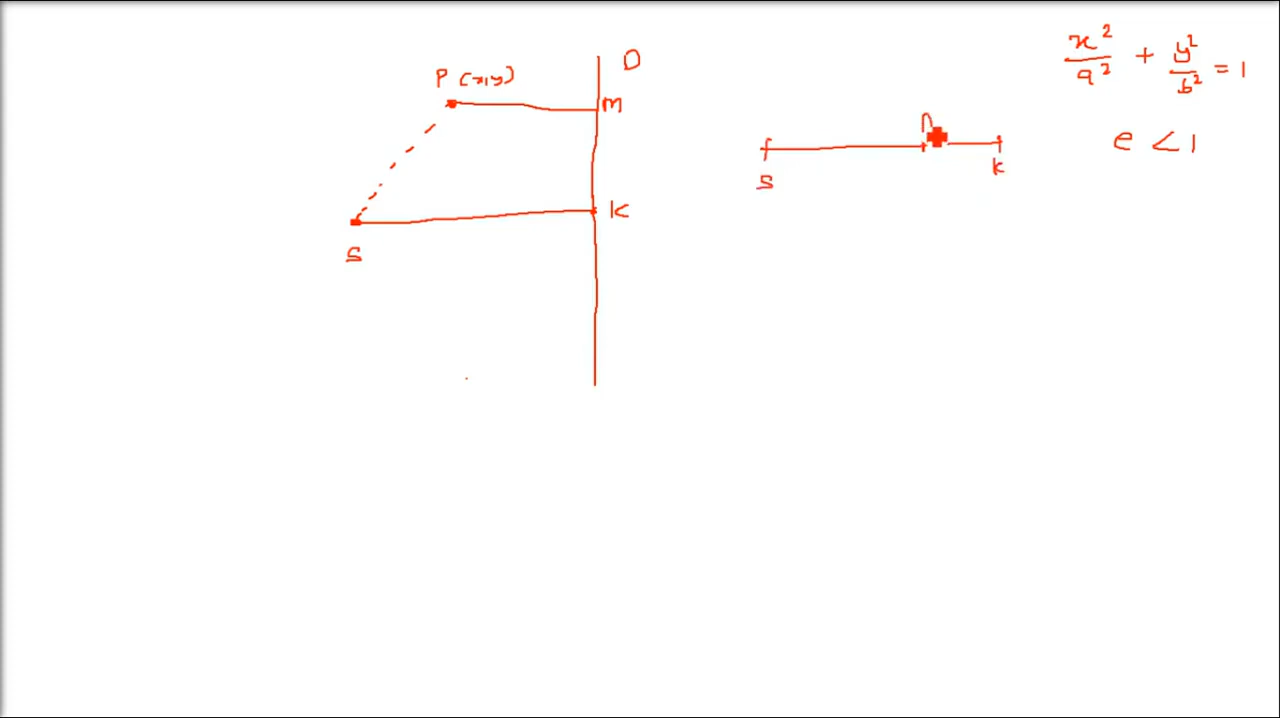 D
P (x,y)
M
K
S
S
K
x²/a² + y²/b² = 1
e < 1